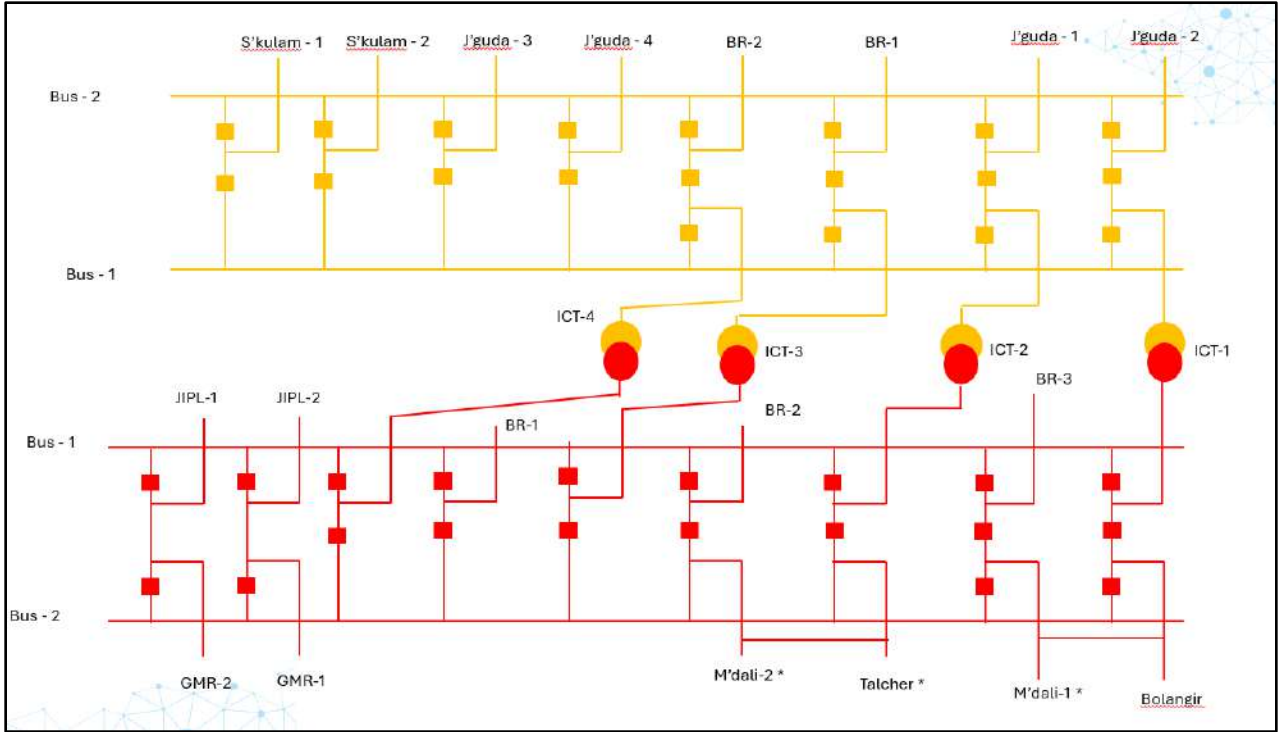 S'kulam - 1
S'kulam - 2
J'guda - 3
J'guda - 4
BR-2
BR-1
J'guda - 1
J'guda - 2
Bus - 2
Bus - 1
ICT-4
ICT-3
ICT-2
ICT-1
JIPL-1
JIPL-2
BR-1
BR-2
BR-3
Bus - 1
Bus - 2
GMR-2
GMR-1
M'dali-2 *
Talcher *
M'dali-1 *
Bolangir